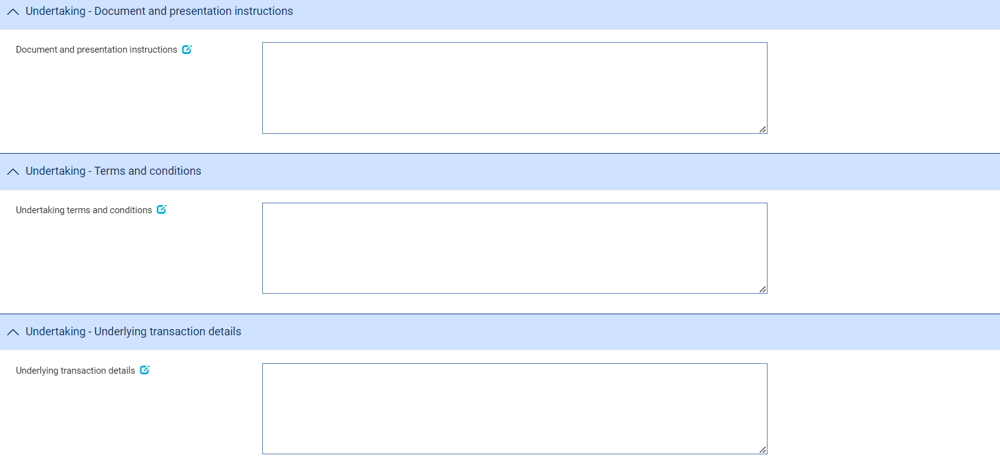 Undertaking - Document and presentation instructions
Document and presentation instructions
Undertaking - Terms and conditions
Undertaking terms and conditions
Undertaking - Underlying transaction details
Underlying transaction details